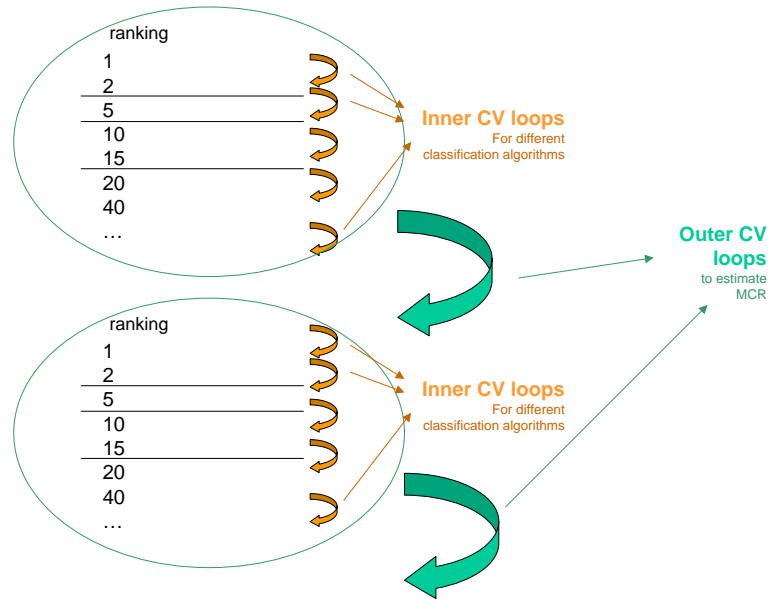 ranking
1
2
5
10
15
20
40
…
Inner CV loops
For different
classification algorithms
Outer CV
loops
to estimate
MCR
ranking
1
2
5
10
15
20
40
…
Inner CV loops
For different
classification algorithms